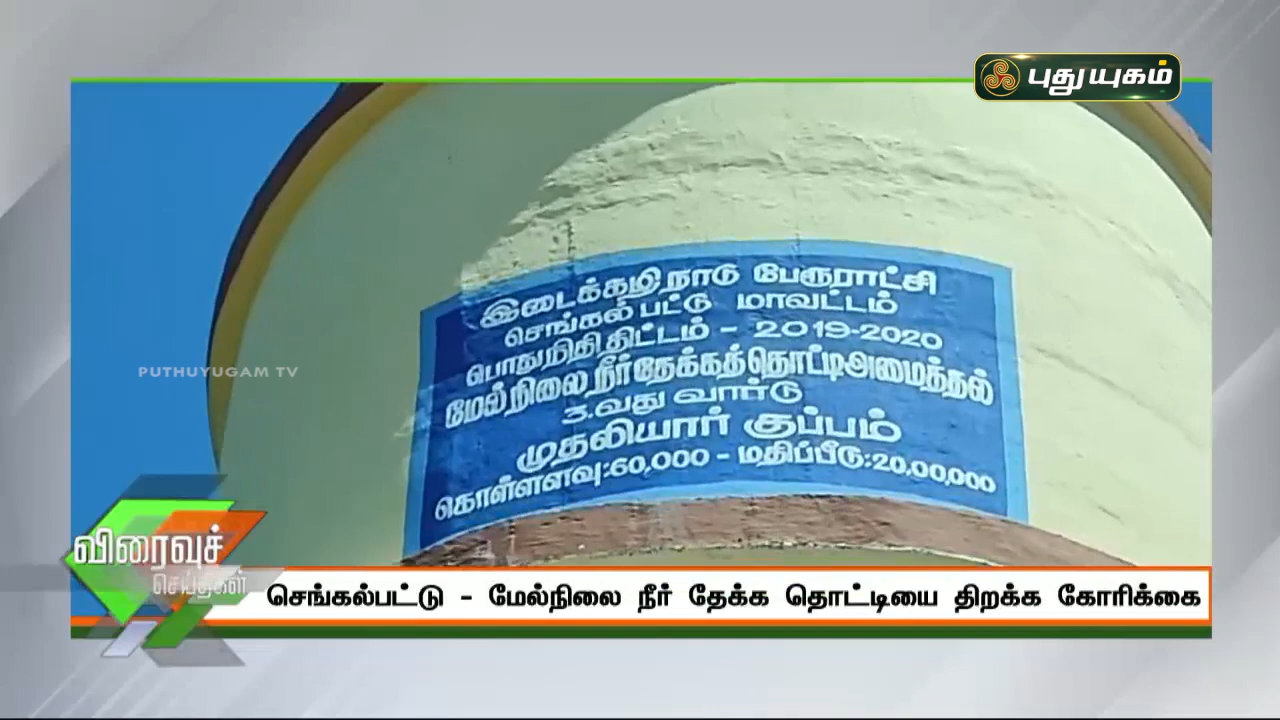 புதுயுகம்
இடைக்கழிநாடு பேரூராட்சி
செங்கல்பட்டு மாவட்டம்
பொதுநிதிதிட்டம் - 2019-2020
மேல்நிலை நீர்தேக்கத்தொட்டி அமைத்தல்
3.வது வார்டு
முதலியார் குப்பம்
கொள்ளளவு:60,000 - மதிப்பீடு:20,00,000
PUTHUYUGAM TV
விரைவுச்
செய்திகள்
செங்கல்பட்டு - மேல்நிலை நீர் தேக்க தொட்டியை திறக்க கோரிக்கை